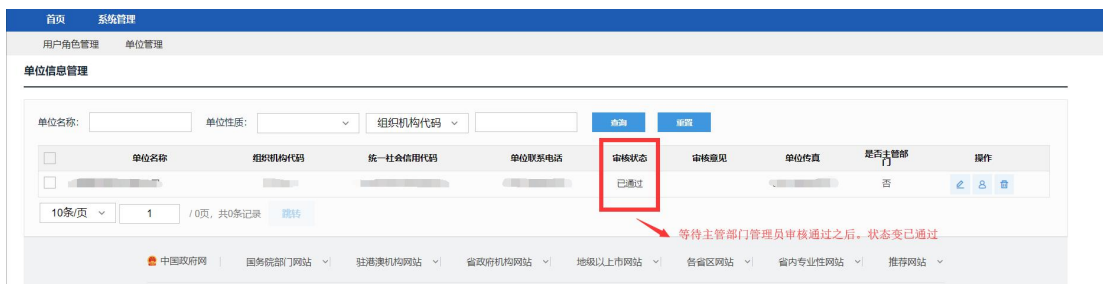 首页 系统管理
用户角色管理 单位管理
单位信息管理
单位名称: 单位性质: 组织机构代码 查询 重置
单位名称 组织机构代码 统一社会信用代码 单位联系电话 审核状态 审核意见 单位传真 是否主管部门 操作
已通过 否
10条/页 1 / 0页，共0条记录 跳转
等待主管部门管理员审核通过之后，状态变已通过
中国政府网 国务院部门网站 驻港澳机构网站 省政府机构网站 地级以上市网站 各省区网站 省内专业性网站 推荐网站